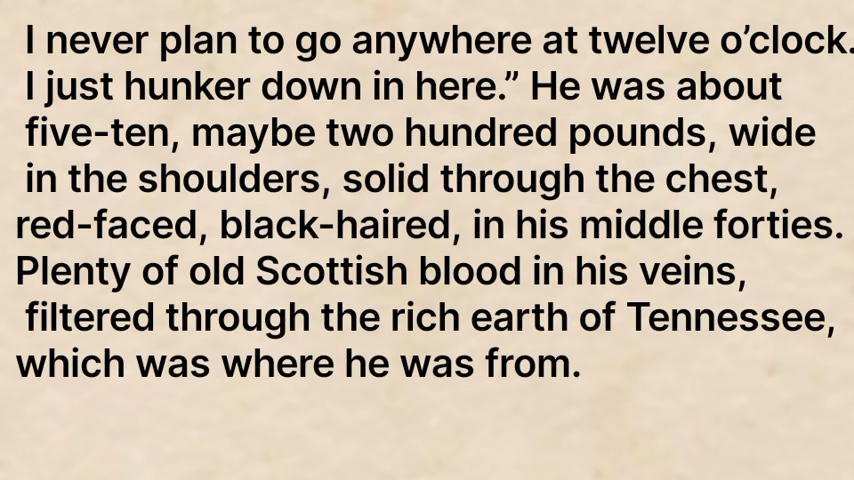 I never plan to go anywhere at twelve o’clock.
I just hunker down in here.” He was about
five-ten, maybe two hundred pounds, wide
in the shoulders, solid through the chest,
red-faced, black-haired, in his middle forties.
Plenty of old Scottish blood in his veins,
filtered through the rich earth of Tennessee,
which was where he was from.